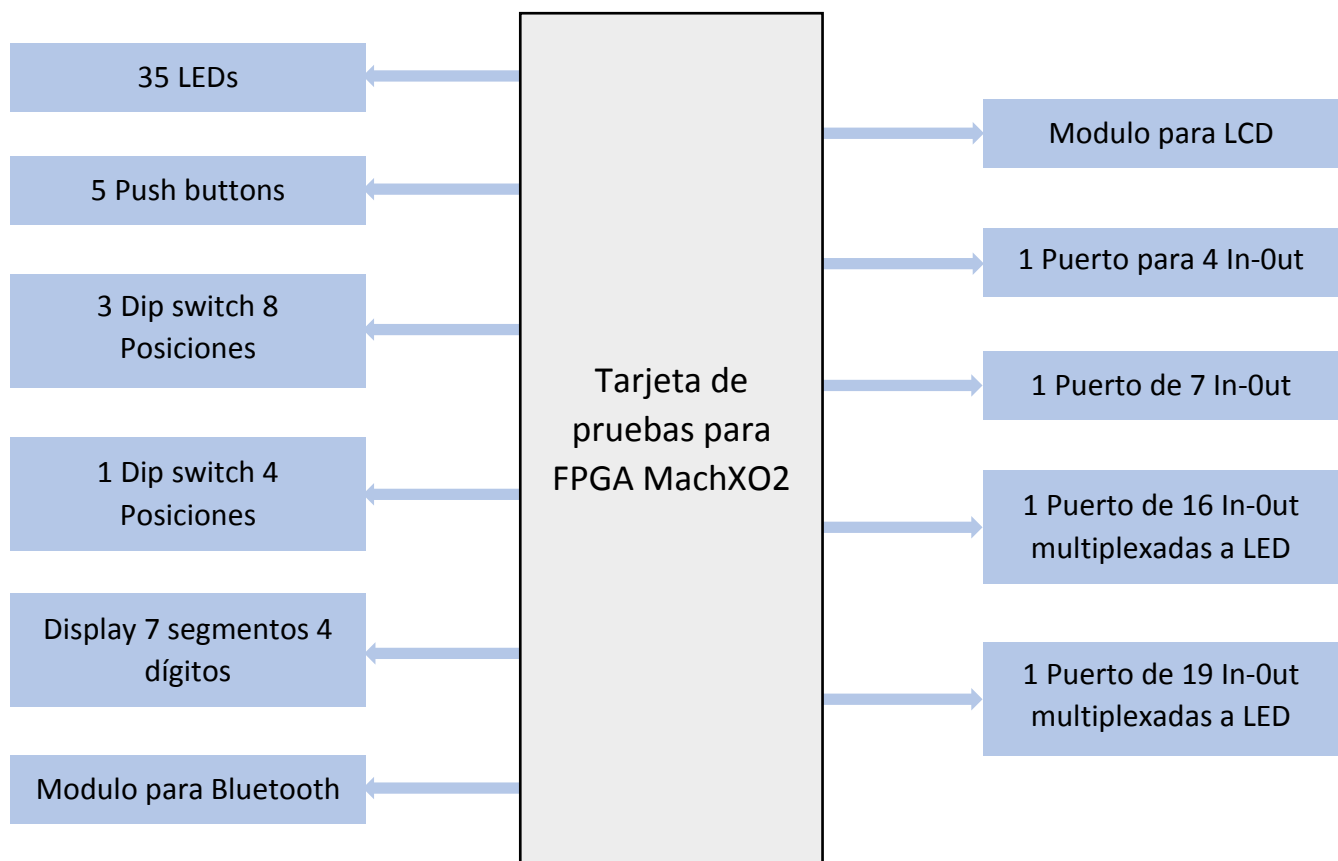 35 LEDs
5 Push buttons
3 Dip switch 8
Posiciones
1 Dip switch 4
Posiciones
Display 7 segmentos 4
dígitos
Modulo para Bluetooth
Tarjeta de
pruebas para
FPGA MachXO2
Modulo para LCD
1 Puerto para 4 In-0ut
1 Puerto de 7 In-0ut
1 Puerto de 16 In-0ut
multiplexadas a LED
1 Puerto de 19 In-0ut
multiplexadas a LED